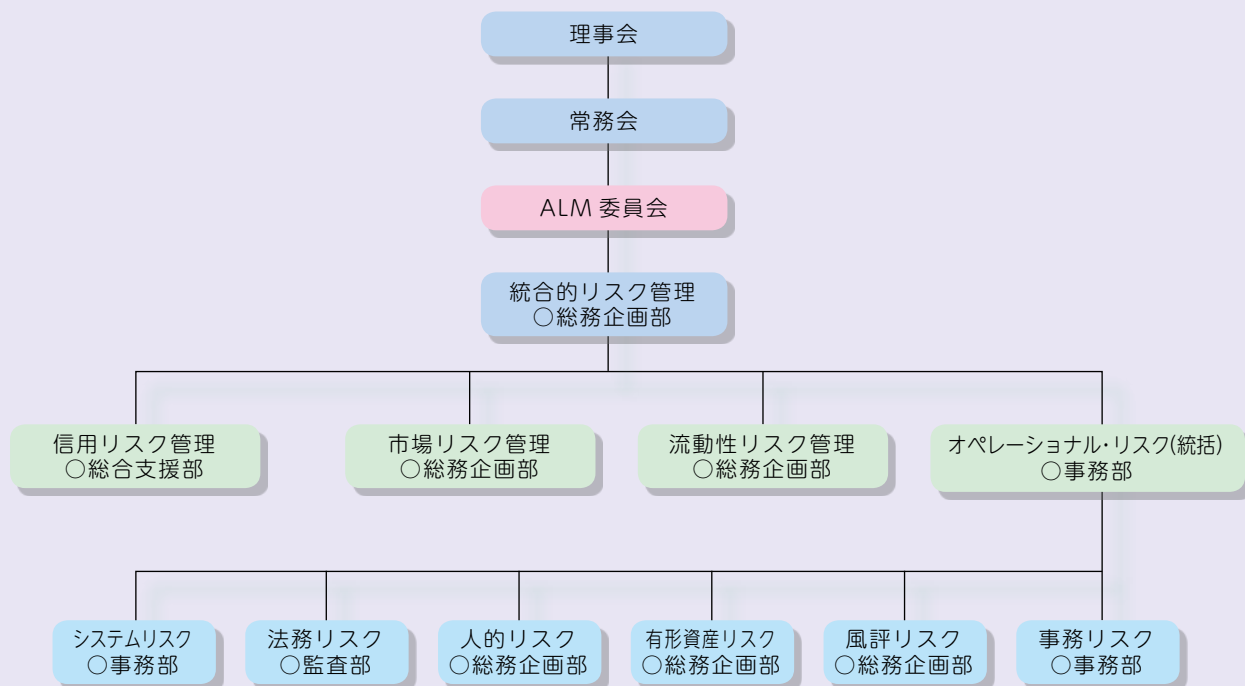 理事会
常務会
ALM 委員会
統合的リスク管理
○総務企画部
信用リスク管理
○総合支援部
市場リスク管理
○総務企画部
流動性リスク管理
○総務企画部
オペレーショナル・リスク(統括)
○事務部
システムリスク
○事務部
法務リスク
○監査部
人的リスク
○総務企画部
有形資産リスク
○総務企画部
風評リスク
○総務企画部
事務リスク
○事務部